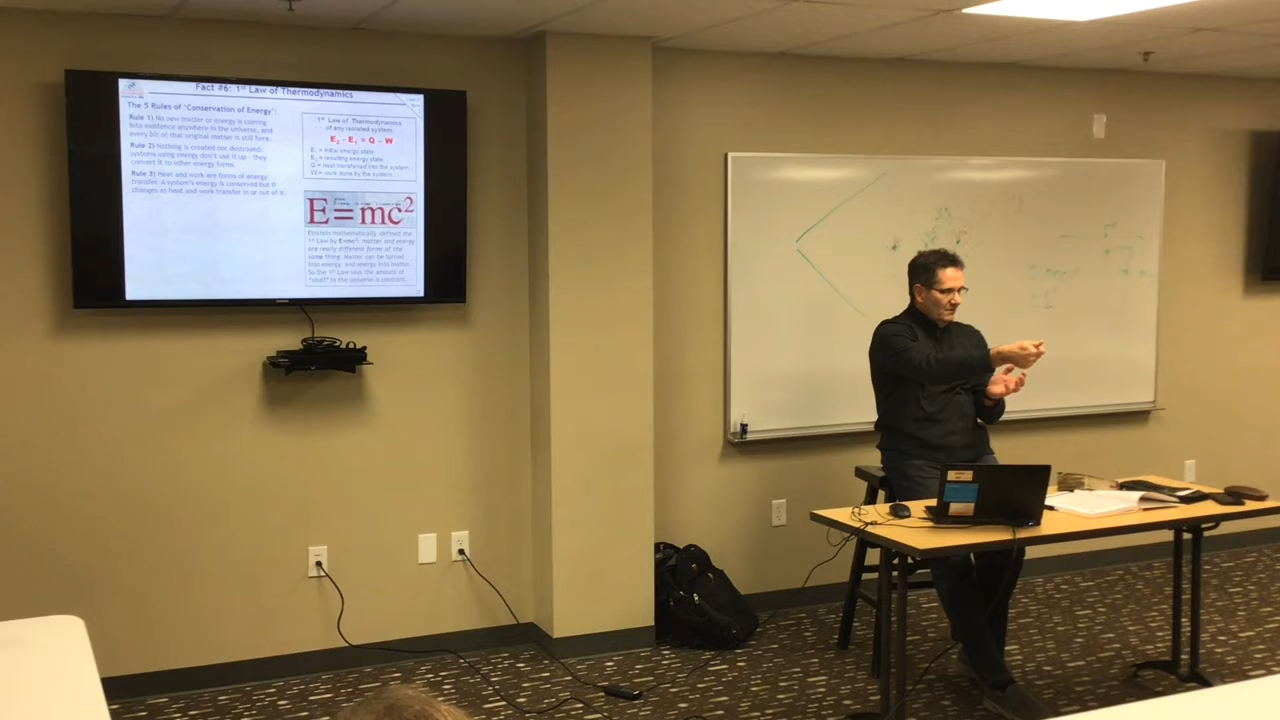 Fact #6: 1st Law of Thermodynamics
The 5 Rules of "Conservation of Energy":
Rule 1) No new matter or energy is coming
into existence anywhere in the universe, and
every bit of that original matter is still here.
Rule 2) Nothing is created nor destroyed;
systems using energy don't use it up - they
convert it to other energy forms.
Rule 3) Heat and work are forms of energy
transfer. A system's energy is conserved but it
changes as heat and work transfer in or out of it.
1st Law of Thermodynamics
of any isolated system:
E2 - E1 = Q - W
E1 = initial energy state.
E2 = resulting energy state.
Q = heat transferred into the system.
W = work done by the system.
E=mc2
Einstein mathematically defined the
1st Law by E=mc2: matter and energy
are really different forms of the
same thing. Matter can be turned
into energy, and energy into matter.
So the 1st Law says the amount of
"stuff" in the universe is constant.